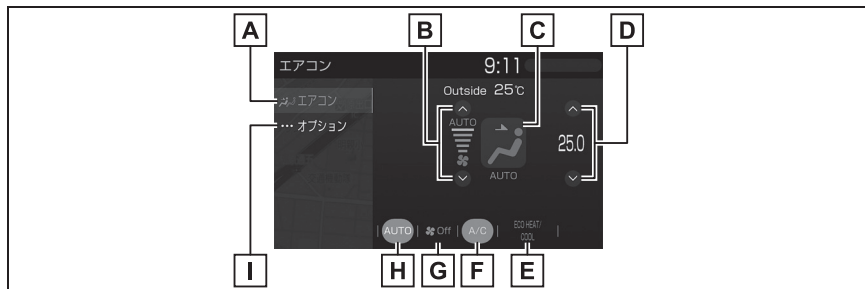 A B C D
エアコン 9:11
Outside 25℃
エアコン
AUTO
··· オプション
25.0
AUTO
AUTO Off A/C ECO HEAT/
COOL
I H G F E